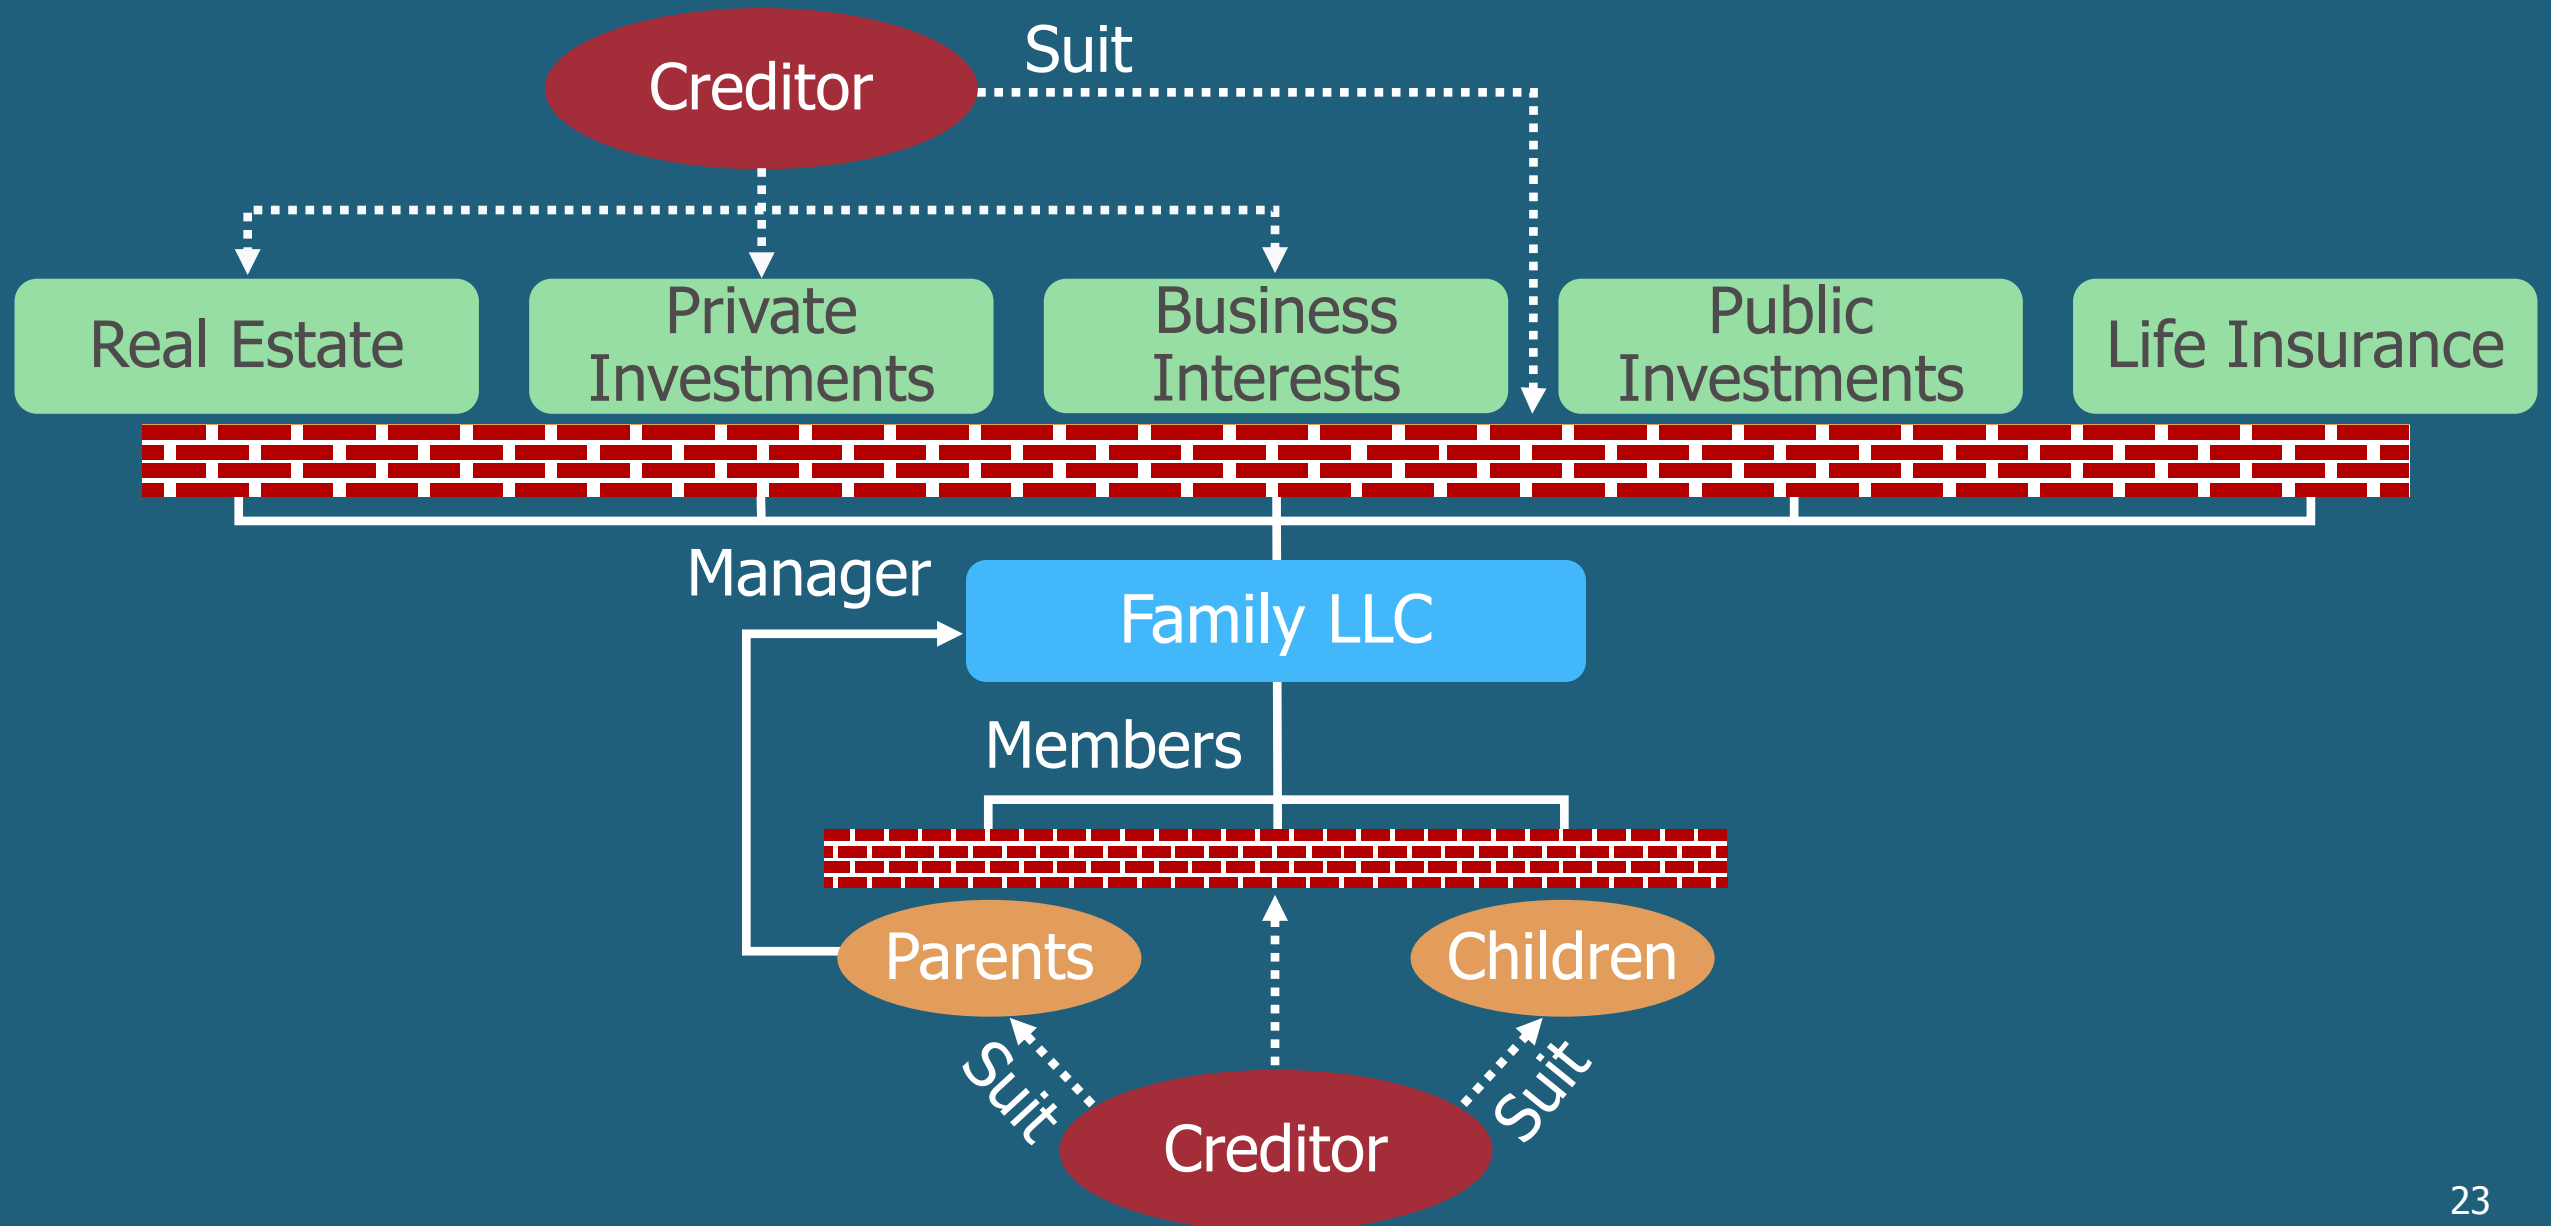 Suit
Creditor
Real Estate
Private
Investments
Business
Interests
Public
Investments
Life Insurance
Manager
Family LLC
Members
Parents
Children
Suit
Suit
Creditor
23